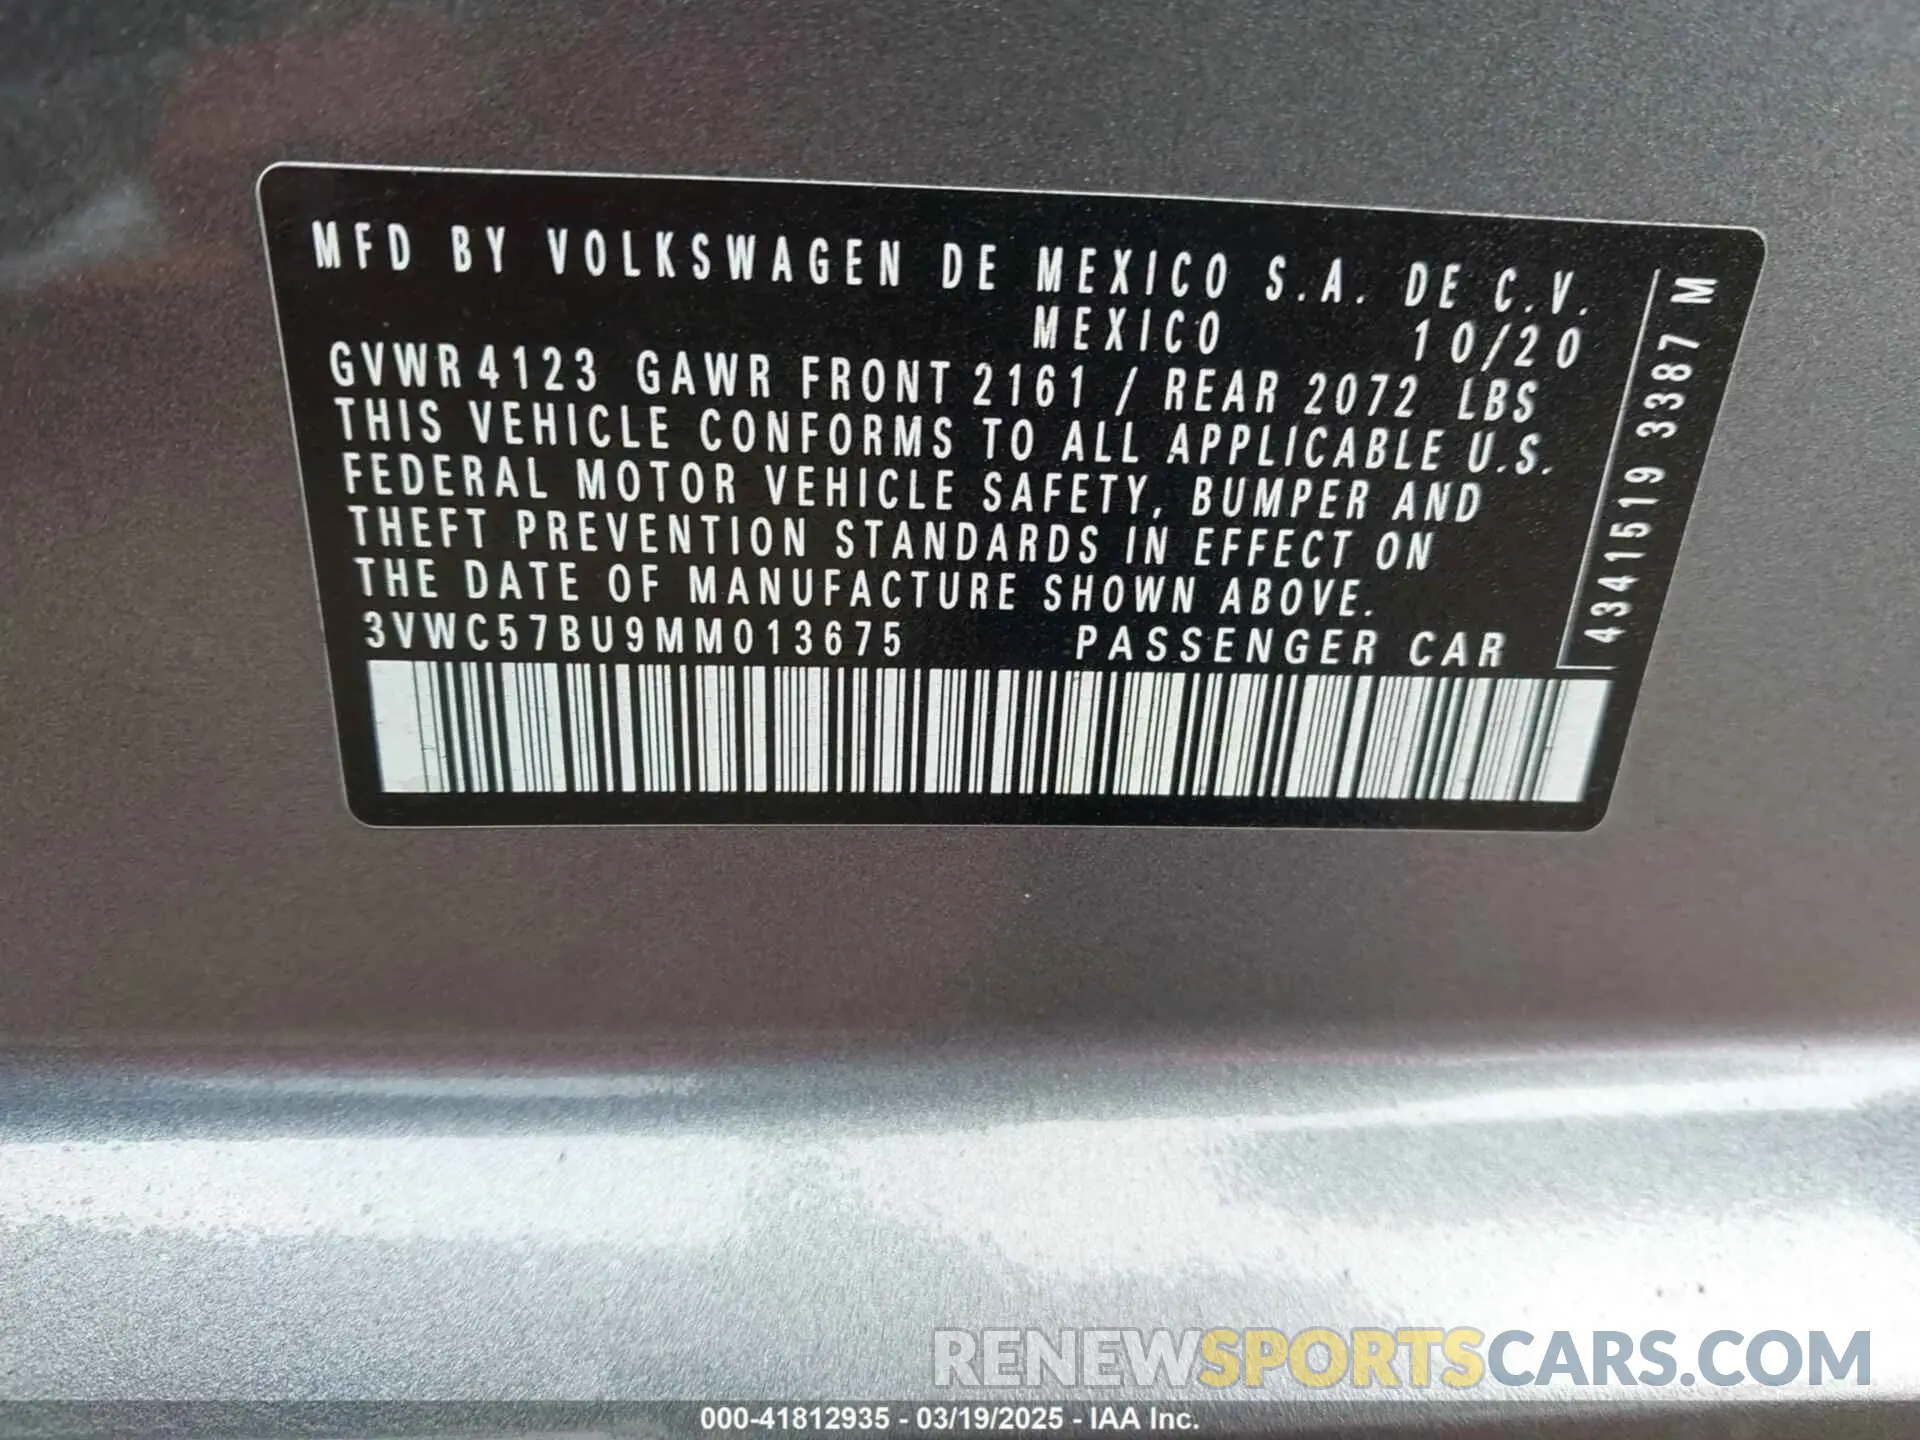 MFD BY VOLKSWAGEN DE MEXICO S.A. DE C.V.
MEXICO 10/20
GVWR 4123 GAWR FRONT 2161 / REAR 2072 LBS
THIS VEHICLE CONFORMS TO ALL APPLICABLE U.S.
FEDERAL MOTOR VEHICLE SAFETY, BUMPER AND
THEFT PREVENTION STANDARDS IN EFFECT ON
THE DATE OF MANUFACTURE SHOWN ABOVE.
3VWC57BU9MM013675 PASSENGER CAR
4341519 3387 M
RENEWSPORTSCARS.COM
000-41812935 - 03/19/2025 - IAA Inc.